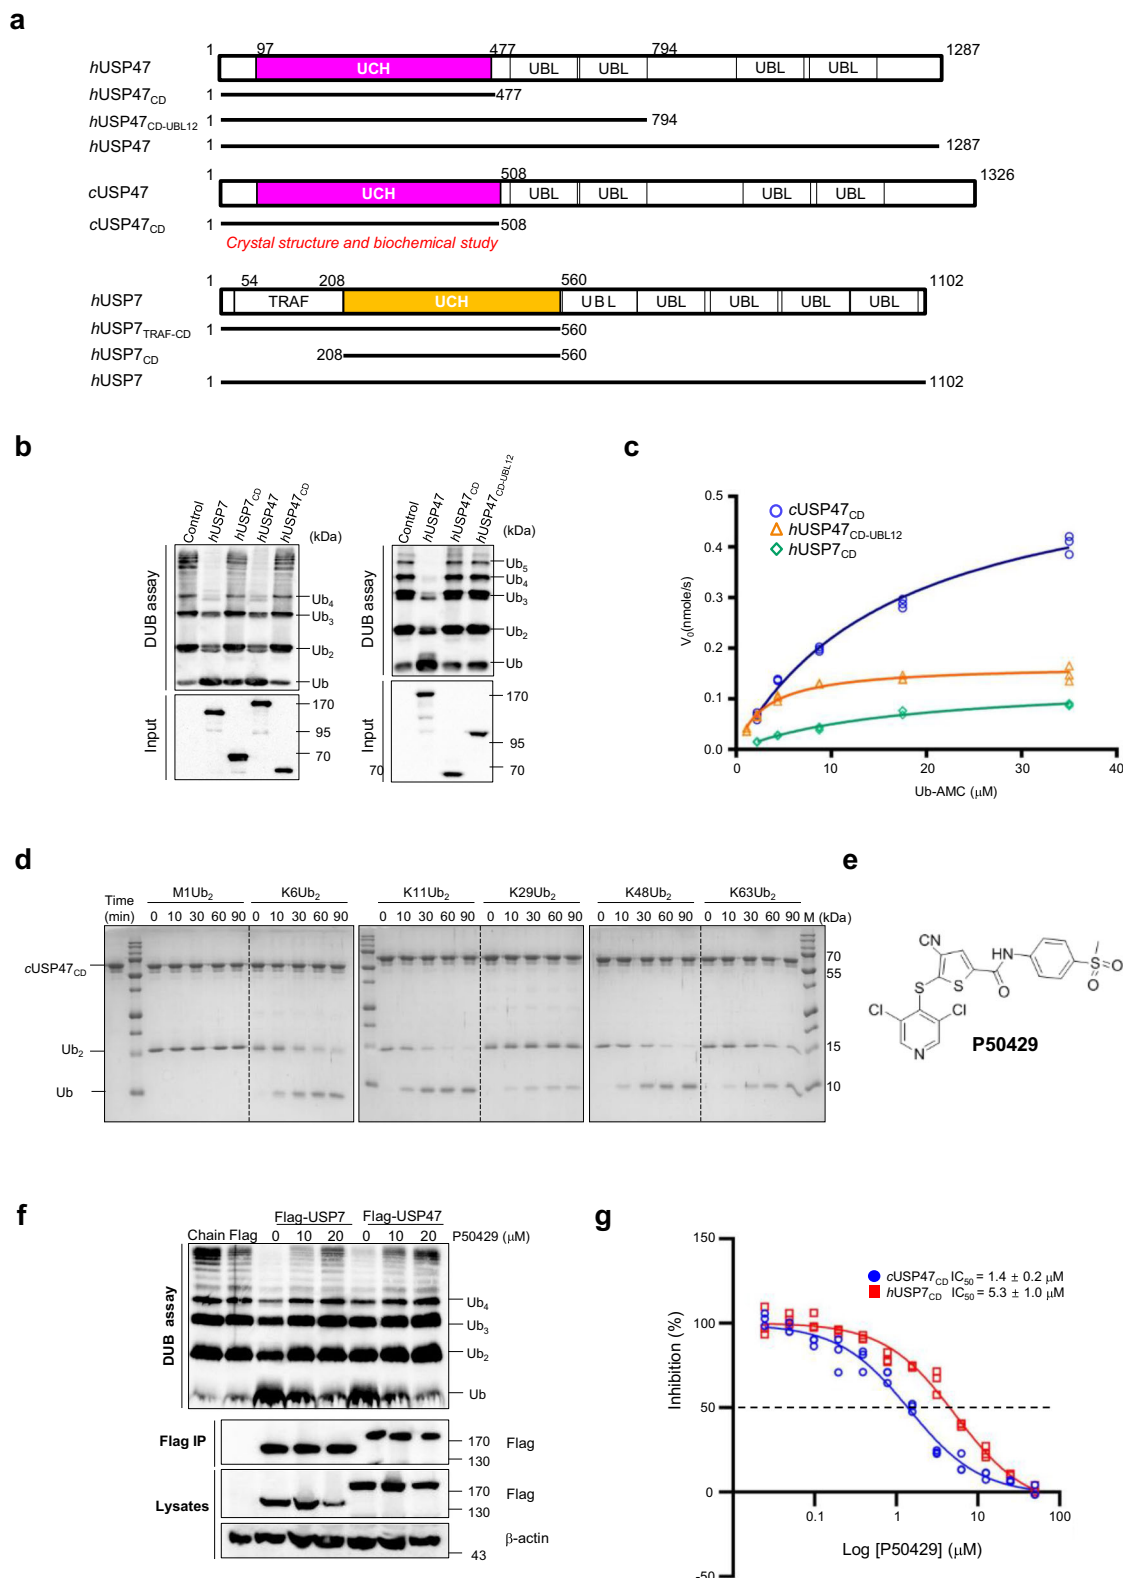 a
1 97 477 794 1287
hUSP47 UCH UBL UBL UBL UBL
hUSP47CD 1 477
hUSP47CD-UBL12 1 794
hUSP47 1 1287
1 508 1326
cUSP47 UCH UBL UBL UBL UBL
cUSP47CD 1 508
Crystal structure and biochemical study
1 54 208 560 1102
hUSP7 TRAF UCH UBL UBL UBL UBL UBL
hUSP7TRAF-CD 1 560
hUSP7CD 208 560
hUSP7 1 1102
b
Control hUSP7 hUSP7CD hUSP47 hUSP47CD (kDa)
DUB assay
Ub4
Ub3
Ub2
Ub
Input
170
95
70
Control hUSP47 hUSP47CD hUSP47CD-UBL12 (kDa)
DUB assay
Ub5
Ub4
Ub3
Ub2
Ub
Input
170
95
70 70
c
cUSP47CD
hUSP47CD-UBL12
hUSP7CD
V0(nmole/s)
0.5
0.4
0.3
0.2
0.1
0.0
0 10 20 30 40
Ub-AMC (μM)
d
Time M1Ub2 K6Ub2 K11Ub2 K29Ub2 K48Ub2 K63Ub2
(min) 0 10 30 60 90 0 10 30 60 90 0 10 30 60 90 0 10 30 60 90 0 10 30 60 90 0 10 30 60 90 M (kDa)
cUSP47CD 70
55
Ub2 15
Ub 10
e
CN HN S O O
S S O
Cl Cl
N
P50429
f
Flag-USP7 Flag-USP47
Chain Flag 0 10 20 0 10 20 P50429 (μM)
DUB assay
Ub4
Ub3
Ub2
Ub
Flag IP 170 Flag
130
Lysates 170 Flag
130
β-actin
43
g
cUSP47CD IC50 = 1.4 ± 0.2 μM
hUSP7CD IC50 = 5.3 ± 1.0 μM
Inhibition (%)
150
100
50
0
-50
0.1 1 10 100
Log [P50429] (μM)